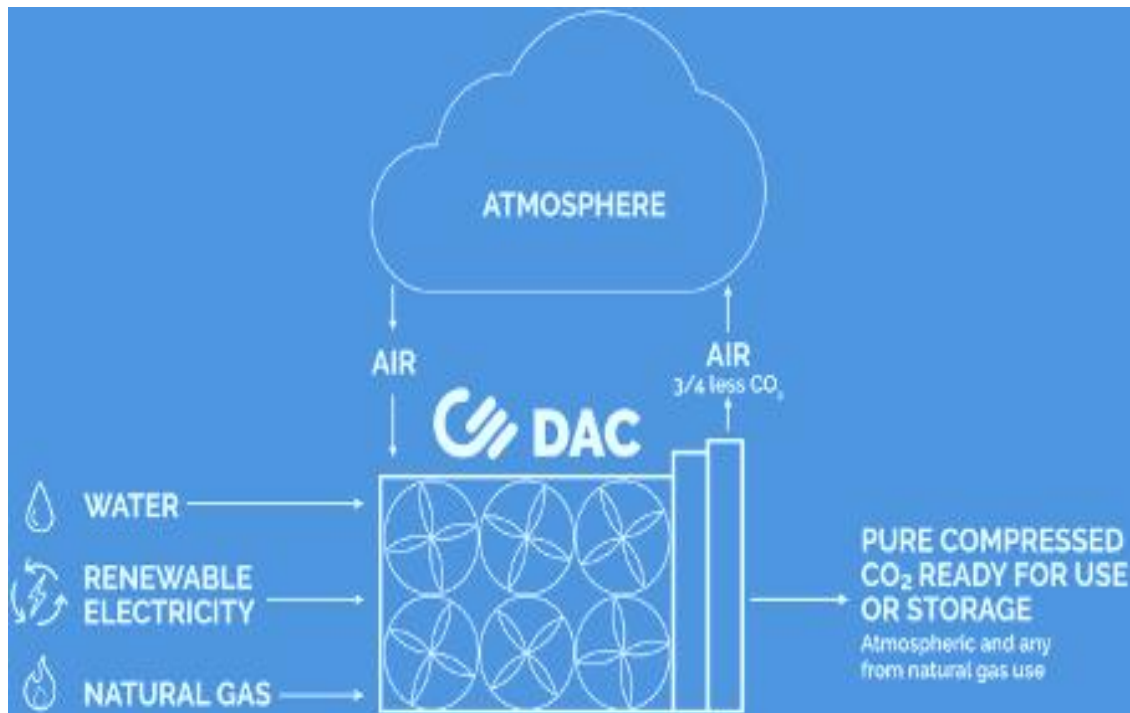 ATMOSPHERE
AIR
AIR
3/4 less CO₂
DAC
WATER
RENEWABLE
ELECTRICITY
NATURAL GAS
PURE COMPRESSED
CO₂ READY FOR USE
OR STORAGE
Atmospheric and any
from natural gas use